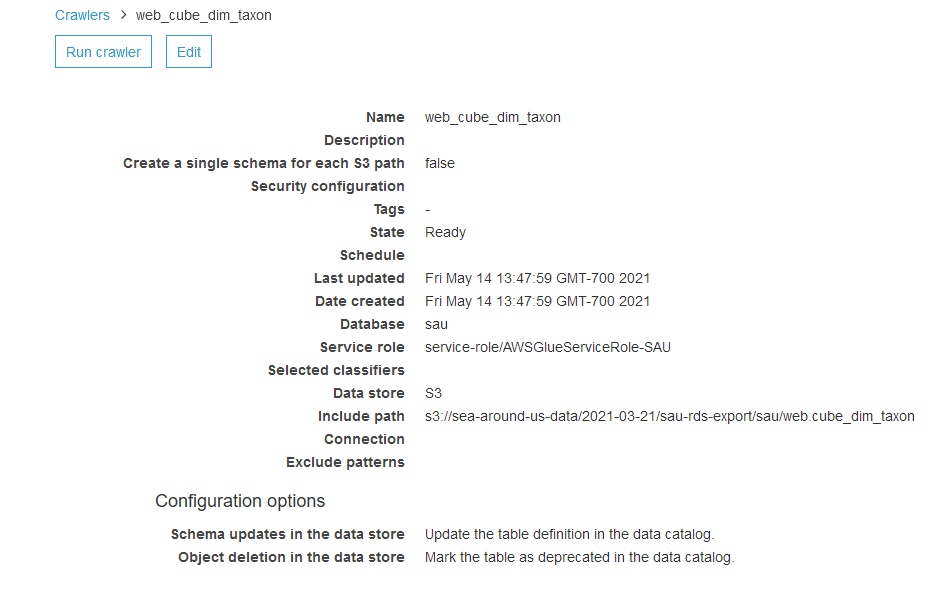 Crawlers > web_cube_dim_taxon
Run crawler Edit
Name web_cube_dim_taxon
Description
Create a single schema for each S3 path false
Security configuration
Tags -
State Ready
Schedule
Last updated Fri May 14 13:47:59 GMT-700 2021
Date created Fri May 14 13:47:59 GMT-700 2021
Database sau
Service role service-role/AWSGlueServiceRole-SAU
Selected classifiers
Data store S3
Include path s3://sea-around-us-data/2021-03-21/sau-rds-export/sau/web.cube_dim_taxon
Connection
Exclude patterns
Configuration options
Schema updates in the data store Update the table definition in the data catalog.
Object deletion in the data store Mark the table as deprecated in the data catalog.